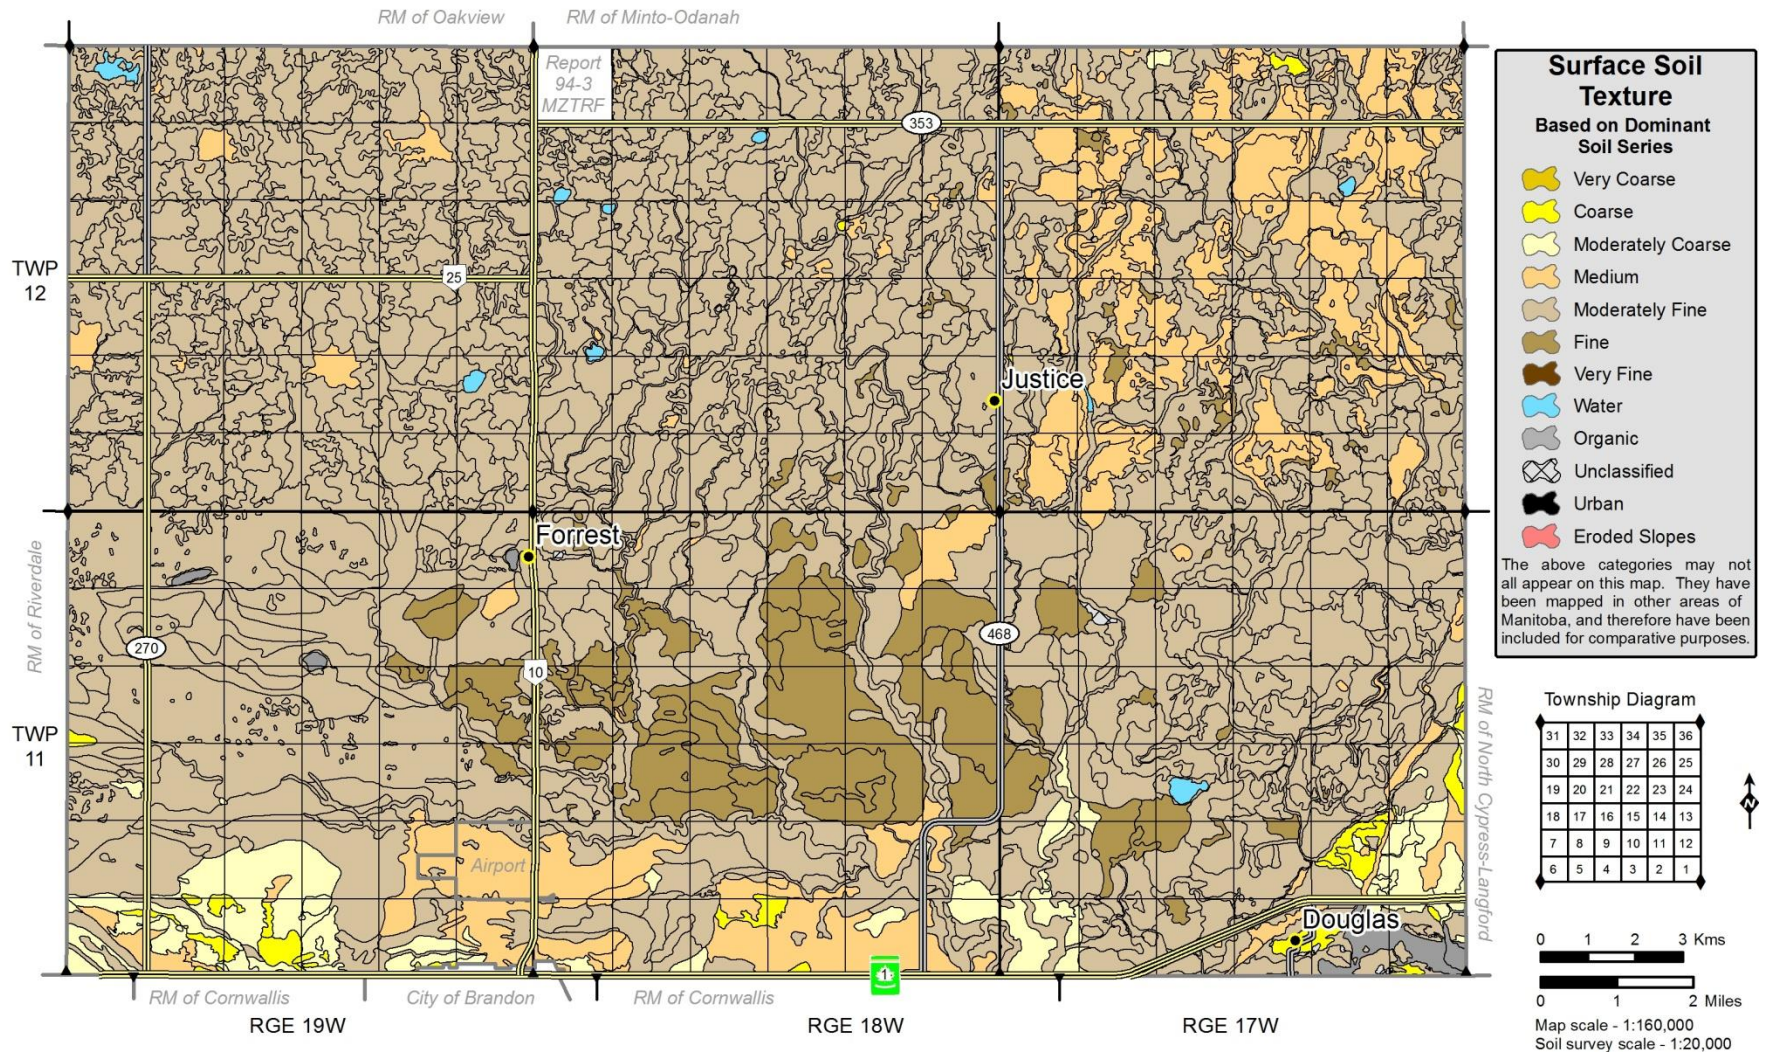 RM of Oakview
RM of Minto-Odanah
Report
94-3
MZTRF
353
TWP
12
25
Justice
Forrest
RM of Riverdale
270
468
10
TWP
11
RM of North Cypress-Langford
Airport
Douglas
1
RM of Cornwallis
City of Brandon
RM of Cornwallis
RGE 19W
RGE 18W
RGE 17W
Surface Soil
Texture
Based on Dominant
Soil Series
Very Coarse
Coarse
Moderately Coarse
Medium
Moderately Fine
Fine
Very Fine
Water
Organic
Unclassified
Urban
Eroded Slopes
The above categories may not
all appear on this map. They have
been mapped in other areas of
Manitoba, and therefore have been
included for comparative purposes.
Township Diagram
31 32 33 34 35 36
30 29 28 27 26 25
19 20 21 22 23 24
18 17 16 15 14 13
7 8 9 10 11 12
6 5 4 3 2 1
N
0 1 2 3 Kms
0 1 2 Miles
Map scale - 1:160,000
Soil survey scale - 1:20,000